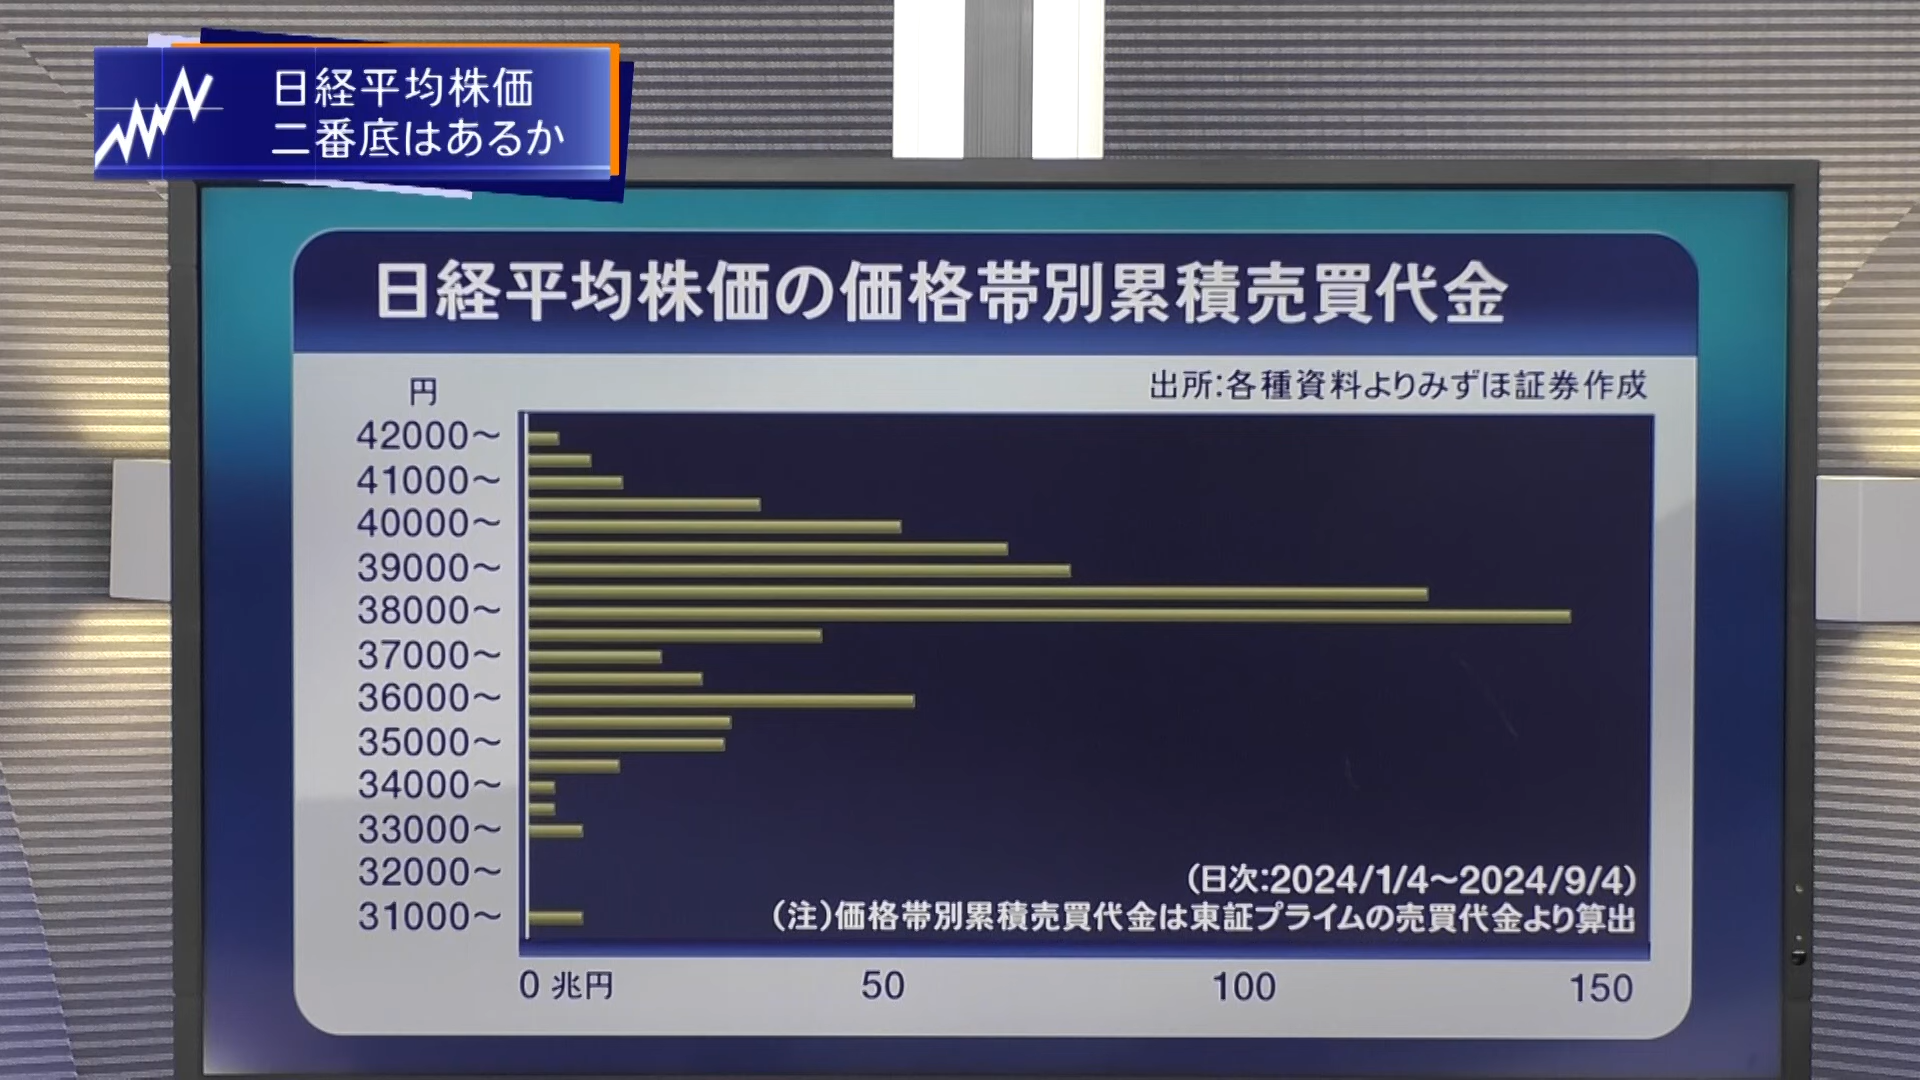 日経平均株価
二番底はあるか
日経平均株価の価格帯別累積売買代金
出所:各種資料よりみずほ証券作成
円
42000～
41000～
40000～
39000～
38000～
37000～
36000～
35000～
34000～
33000～
32000～
31000～
(日次:2024/1/4～2024/9/4)
(注)価格帯別累積売買代金は東証プライムの売買代金より算出
0 兆円 50 100 150